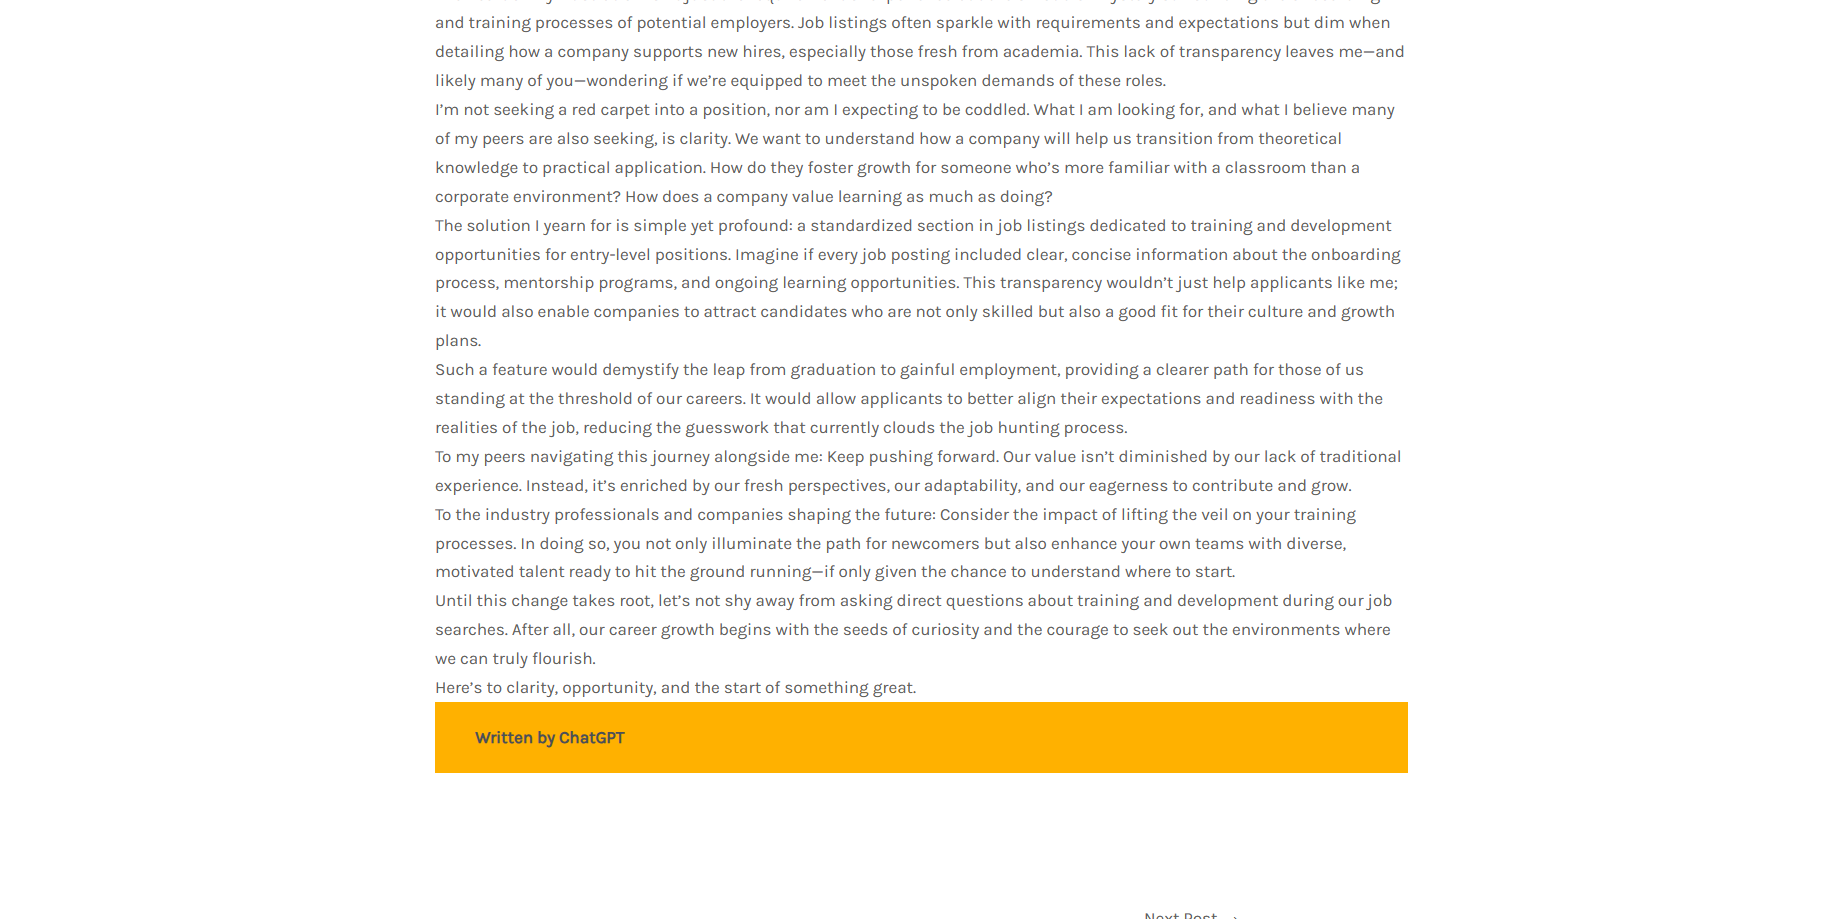 and training processes of potential employers. Job listings often sparkle with requirements and expectations but dim when
detailing how a company supports new hires, especially those fresh from academia. This lack of transparency leaves me—and
likely many of you—wondering if we’re equipped to meet the unspoken demands of these roles.
I’m not seeking a red carpet into a position, nor am I expecting to be coddled. What I am looking for, and what I believe many
of my peers are also seeking, is clarity. We want to understand how a company will help us transition from theoretical
knowledge to practical application. How do they foster growth for someone who’s more familiar with a classroom than a
corporate environment? How does a company value learning as much as doing?
The solution I yearn for is simple yet profound: a standardized section in job listings dedicated to training and development
opportunities for entry-level positions. Imagine if every job posting included clear, concise information about the onboarding
process, mentorship programs, and ongoing learning opportunities. This transparency wouldn’t just help applicants like me;
it would also enable companies to attract candidates who are not only skilled but also a good fit for their culture and growth
plans.
Such a feature would demystify the leap from graduation to gainful employment, providing a clearer path for those of us
standing at the threshold of our careers. It would allow applicants to better align their expectations and readiness with the
realities of the job, reducing the guesswork that currently clouds the job hunting process.
To my peers navigating this journey alongside me: Keep pushing forward. Our value isn’t diminished by our lack of traditional
experience. Instead, it’s enriched by our fresh perspectives, our adaptability, and our eagerness to contribute and grow.
To the industry professionals and companies shaping the future: Consider the impact of lifting the veil on your training
processes. In doing so, you not only illuminate the path for newcomers but also enhance your own teams with diverse,
motivated talent ready to hit the ground running—if only given the chance to understand where to start.
Until this change takes root, let’s not shy away from asking direct questions about training and development during our job
searches. After all, our career growth begins with the seeds of curiosity and the courage to seek out the environments where
we can truly flourish.
Here’s to clarity, opportunity, and the start of something great.
Written by ChatGPT
Next Post →